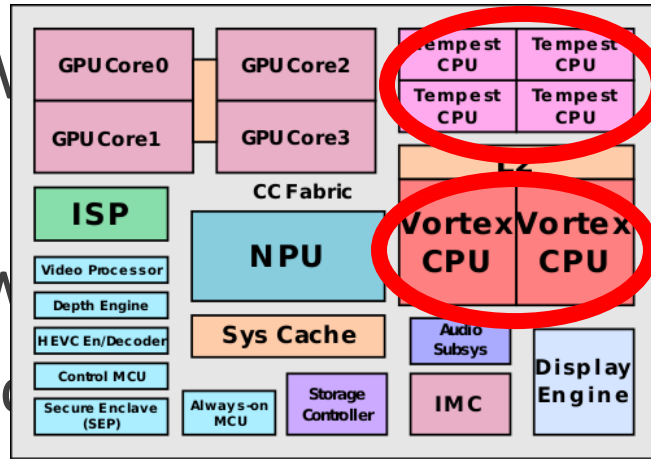 GPU Core0
GPU Core2
Tempest CPU
Tempest CPU
GPU Core1
GPU Core3
Tempest CPU
Tempest CPU
L2
CC Fabric
ISP
NPU
Vortex CPU
Vortex CPU
Video Processor
Depth Engine
HEVC En/Decoder
Sys Cache
Audio Subsys
Control MCU
Display Engine
Secure Enclave (SEP)
Always-on MCU
Storage Controller
IMC